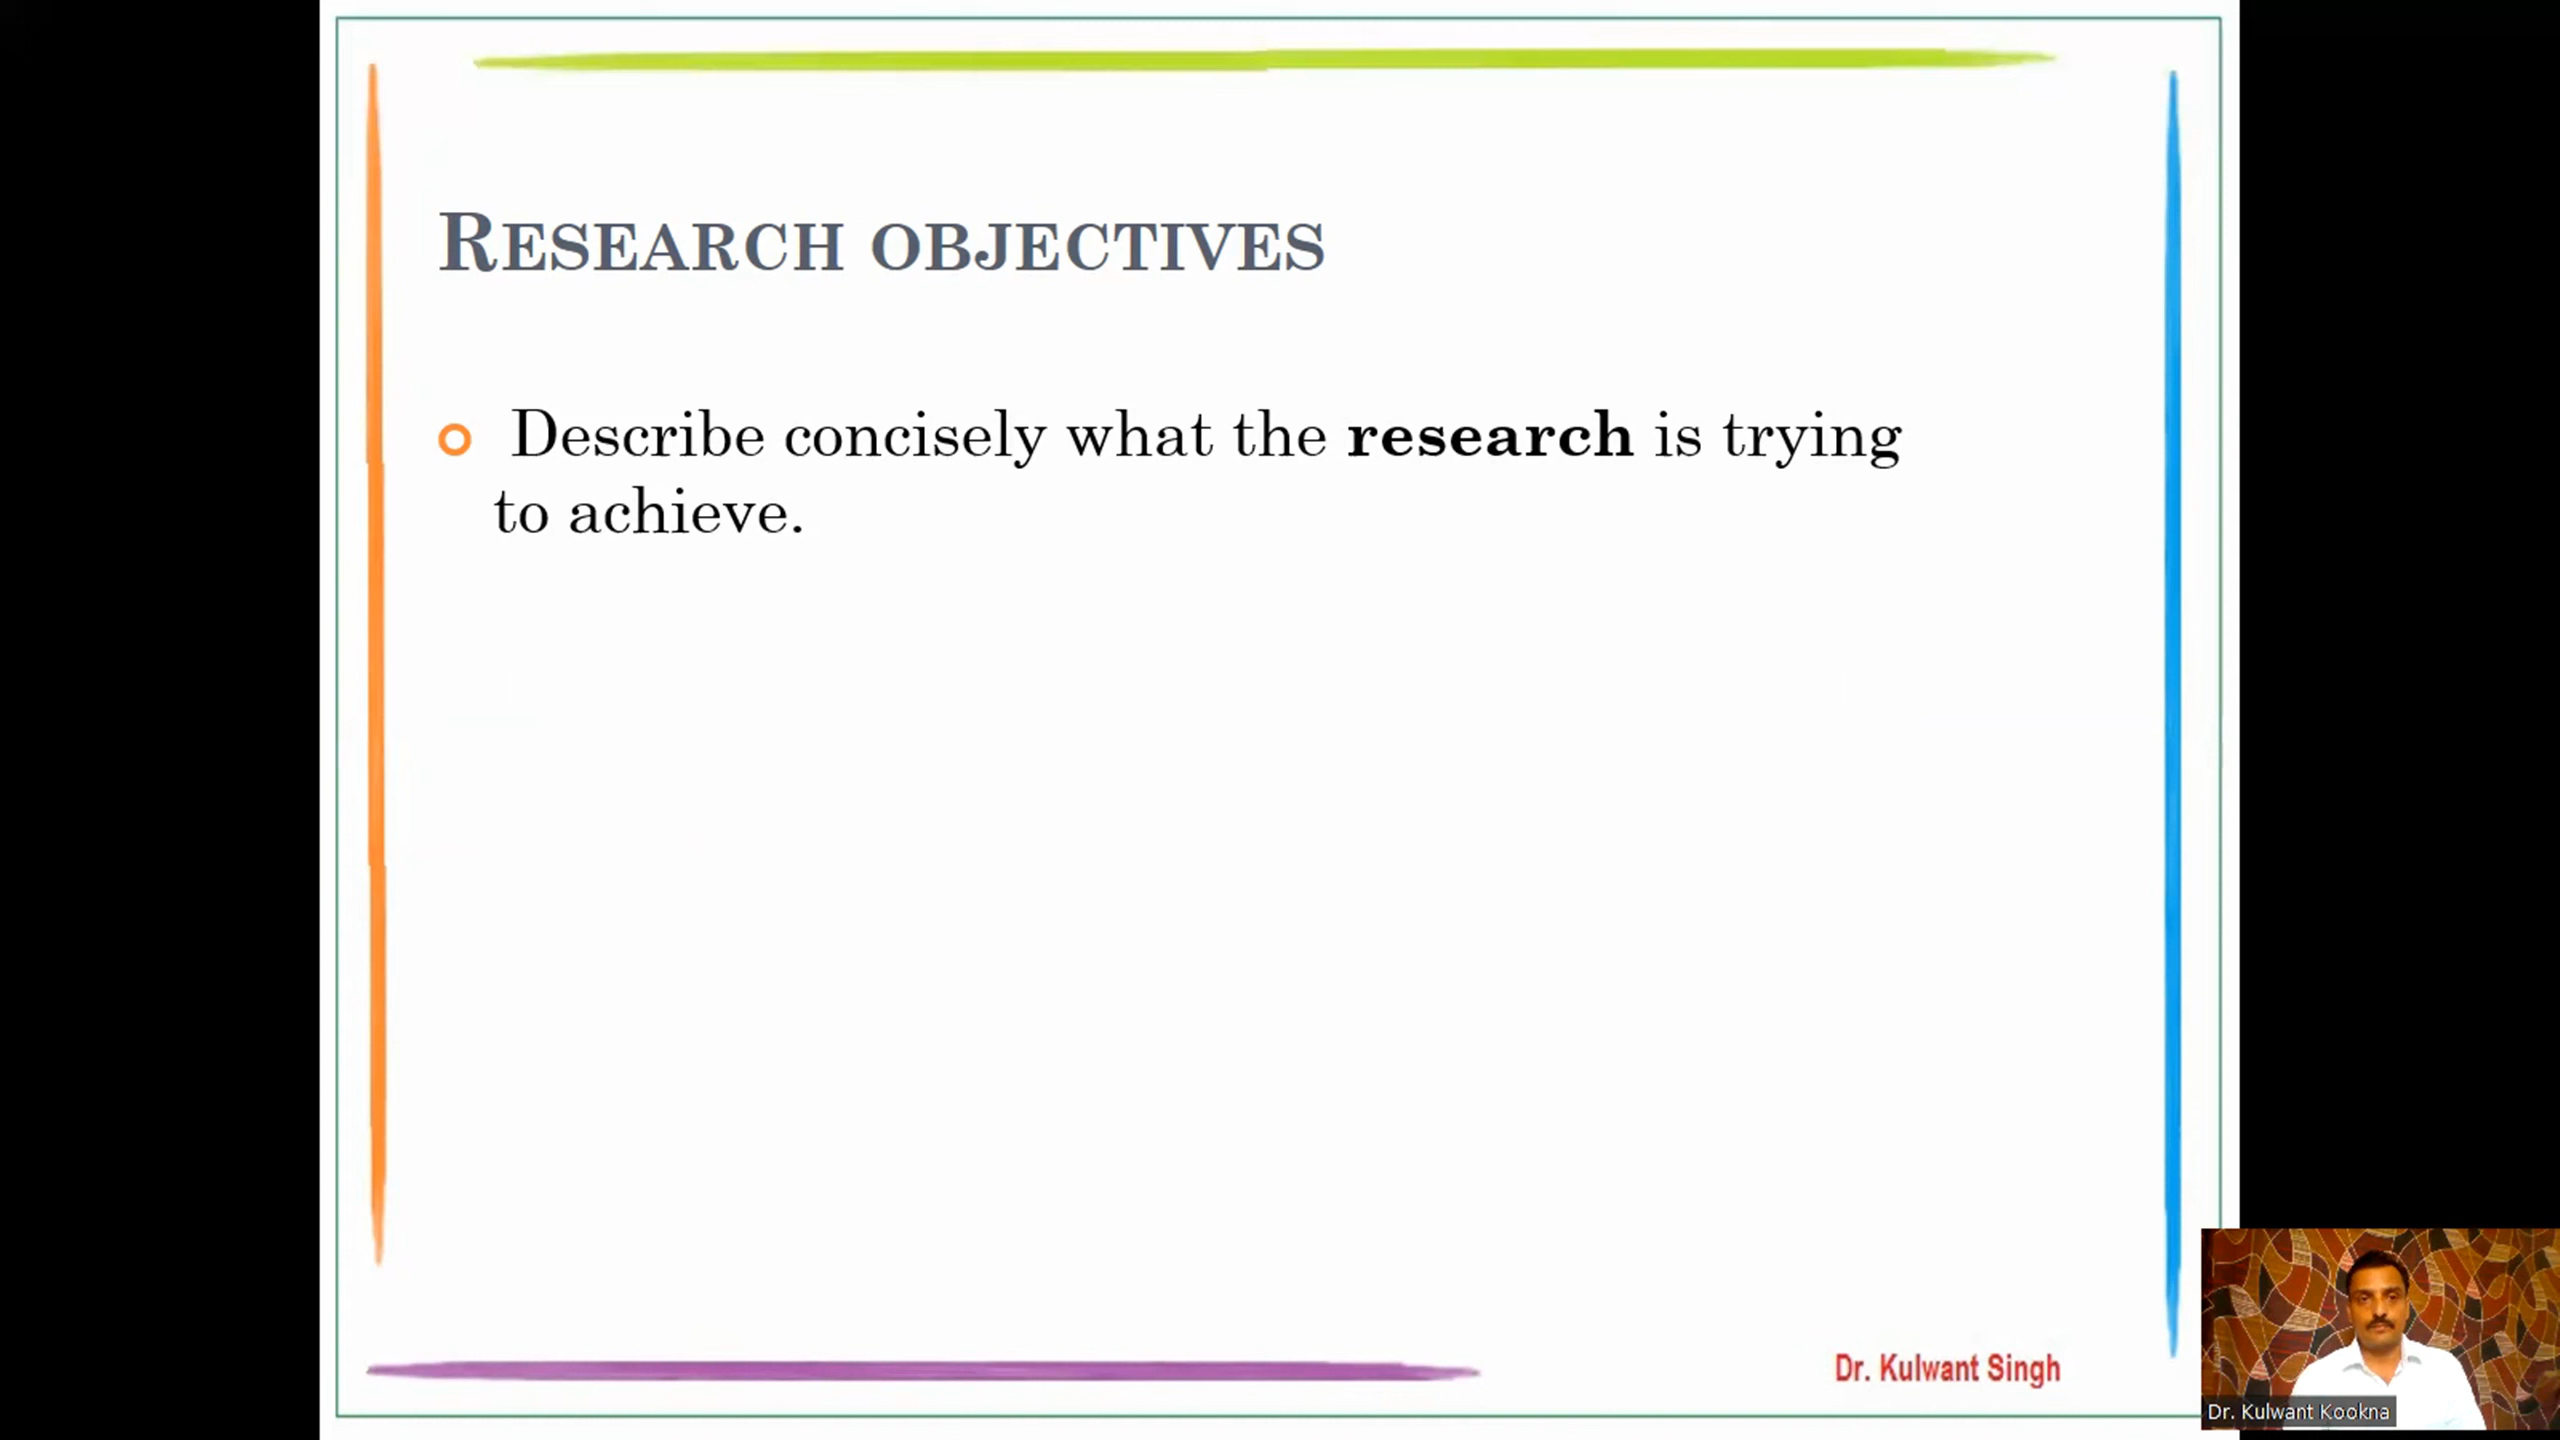 RESEARCH OBJECTIVES
Describe concisely what the research is trying
to achieve.
Dr. Kulwant Singh
Dr. Kulwant Kookna